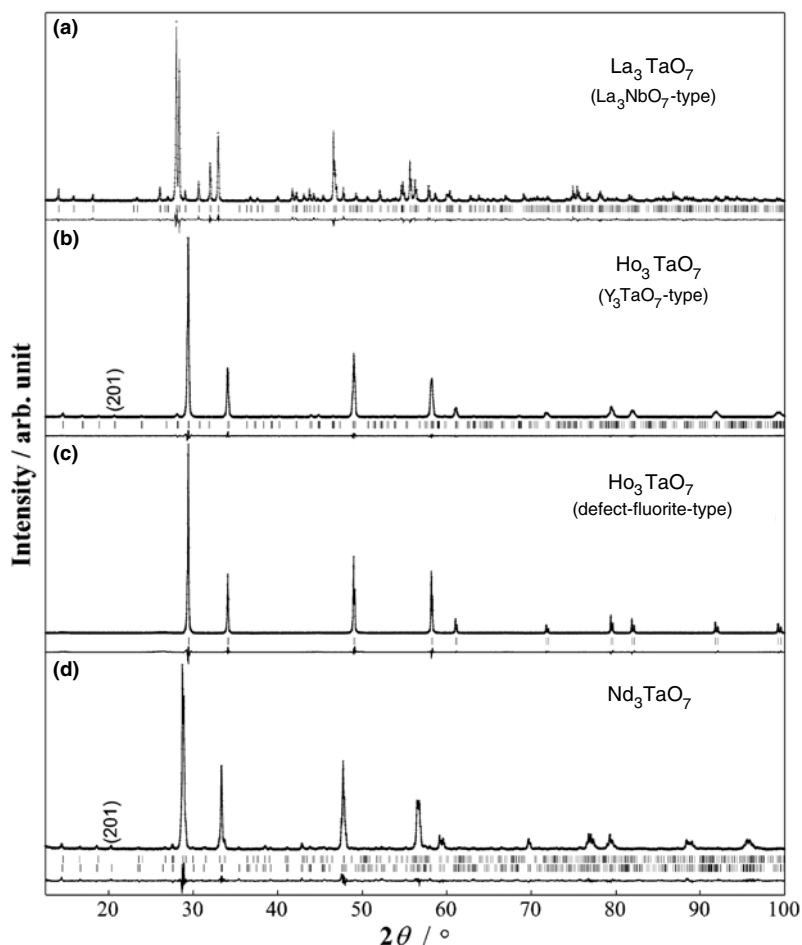 (a)
La₃TaO₇
(La₃NbO₇-type)
(b)
Ho₃TaO₇
(Y₃TaO₇-type)
(201)
(c)
Ho₃TaO₇
(defect-fluorite-type)
(d)
Nd₃TaO₇
(201)
Intensity / arb. unit
20 30 40 50 60 70 80 90 100
2θ / °